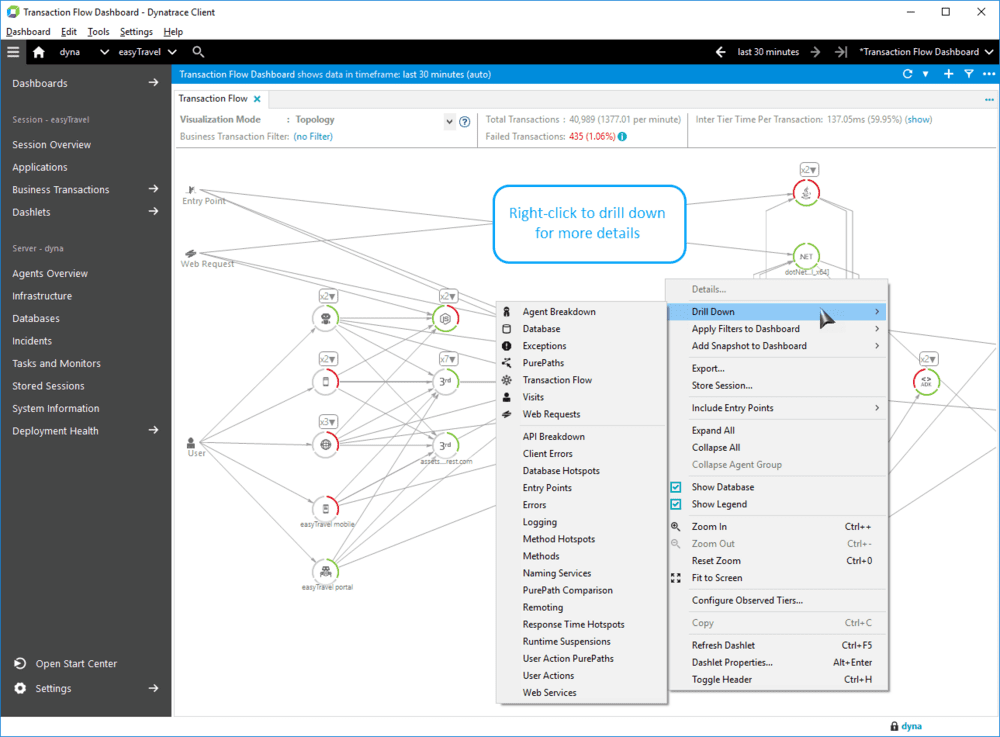 Transaction Flow Dashboard - Dynatrace Client
Dashboard Edit Tools Settings Help
dyna easyTravel last 30 minutes *Transaction Flow Dashboard
Dashboards
Session - easyTravel
Session Overview
Applications
Business Transactions
Dashlets
Server - dyna
Agents Overview
Infrastructure
Databases
Incidents
Tasks and Monitors
Stored Sessions
System Information
Deployment Health
Open Start Center
Settings
Transaction Flow Dashboard shows data in timeframe: last 30 minutes (auto)
Transaction Flow
Visualization Mode : Topology
Business Transaction Filter: (no Filter)
Total Transactions : 40,989 (1377.01 per minute)
Failed Transactions: 435 (1.06%)
Inter Tier Time Per Transaction: 137.05ms (59.95%) (show)
Entry Point
Web Request
User
x2
x2
x3
easyTravel mobile
easyTravel portal
x2
x7
3rd
3rd
assets....rest.com
x2
.NET
dotNet...l_x64]
x2
<>
ADK
Right-click to drill down
for more details
Agent Breakdown
Database
Exceptions
PurePaths
Transaction Flow
Visits
Web Requests
API Breakdown
Client Errors
Database Hotspots
Entry Points
Errors
Logging
Method Hotspots
Methods
Naming Services
PurePath Comparison
Remoting
Response Time Hotspots
Runtime Suspensions
User Action PurePaths
User Actions
Web Services
Details...
Drill Down
Apply Filters to Dashboard
Add Snapshot to Dashboard
Export...
Store Session...
Include Entry Points
Expand All
Collapse All
Collapse Agent Group
Show Database
Show Legend
Zoom In Ctrl++
Zoom Out Ctrl+-
Reset Zoom Ctrl+0
Fit to Screen
Configure Observed Tiers...
Copy Ctrl+C
Refresh Dashlet Ctrl+F5
Dashlet Properties... Alt+Enter
Toggle Header Ctrl+H
dyna